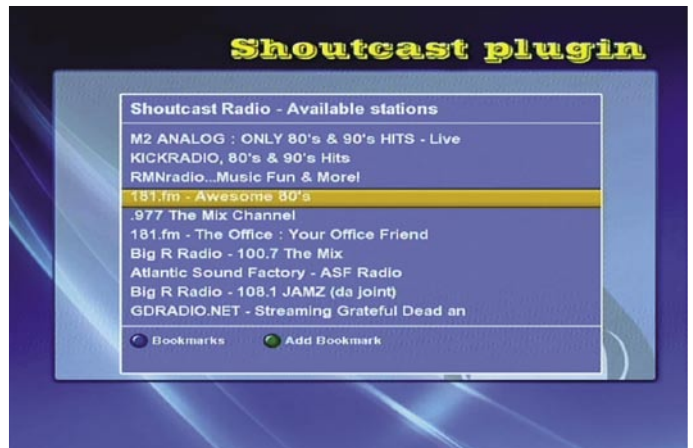 Shoutcast plugin
Shoutcast Radio - Available stations
M2 ANALOG : ONLY 80's & 90's HITS - Live
KICKRADIO, 80's & 90's Hits
RMNradio...Music Fun & More!
181.fm - Awesome 80's
.977 The Mix Channel
181.fm - The Office : Your Office Friend
Big R Radio - 100.7 The Mix
Atlantic Sound Factory - ASF Radio
Big R Radio - 108.1 JAMZ (da joint)
GDRADIO.NET - Streaming Grateful Dead an
Bookmarks Add Bookmark